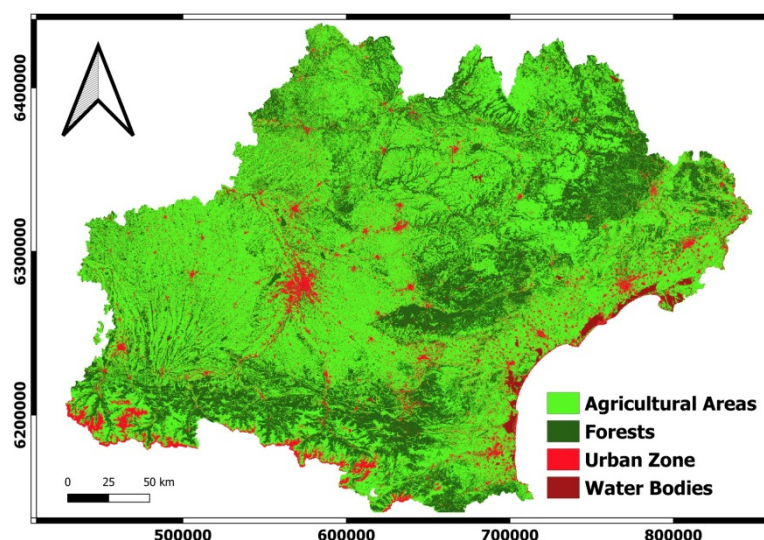 6400000
6300000
6200000
0 25 50 km
Agricultural Areas
Forests
Urban Zone
Water Bodies
500000 600000 700000 800000